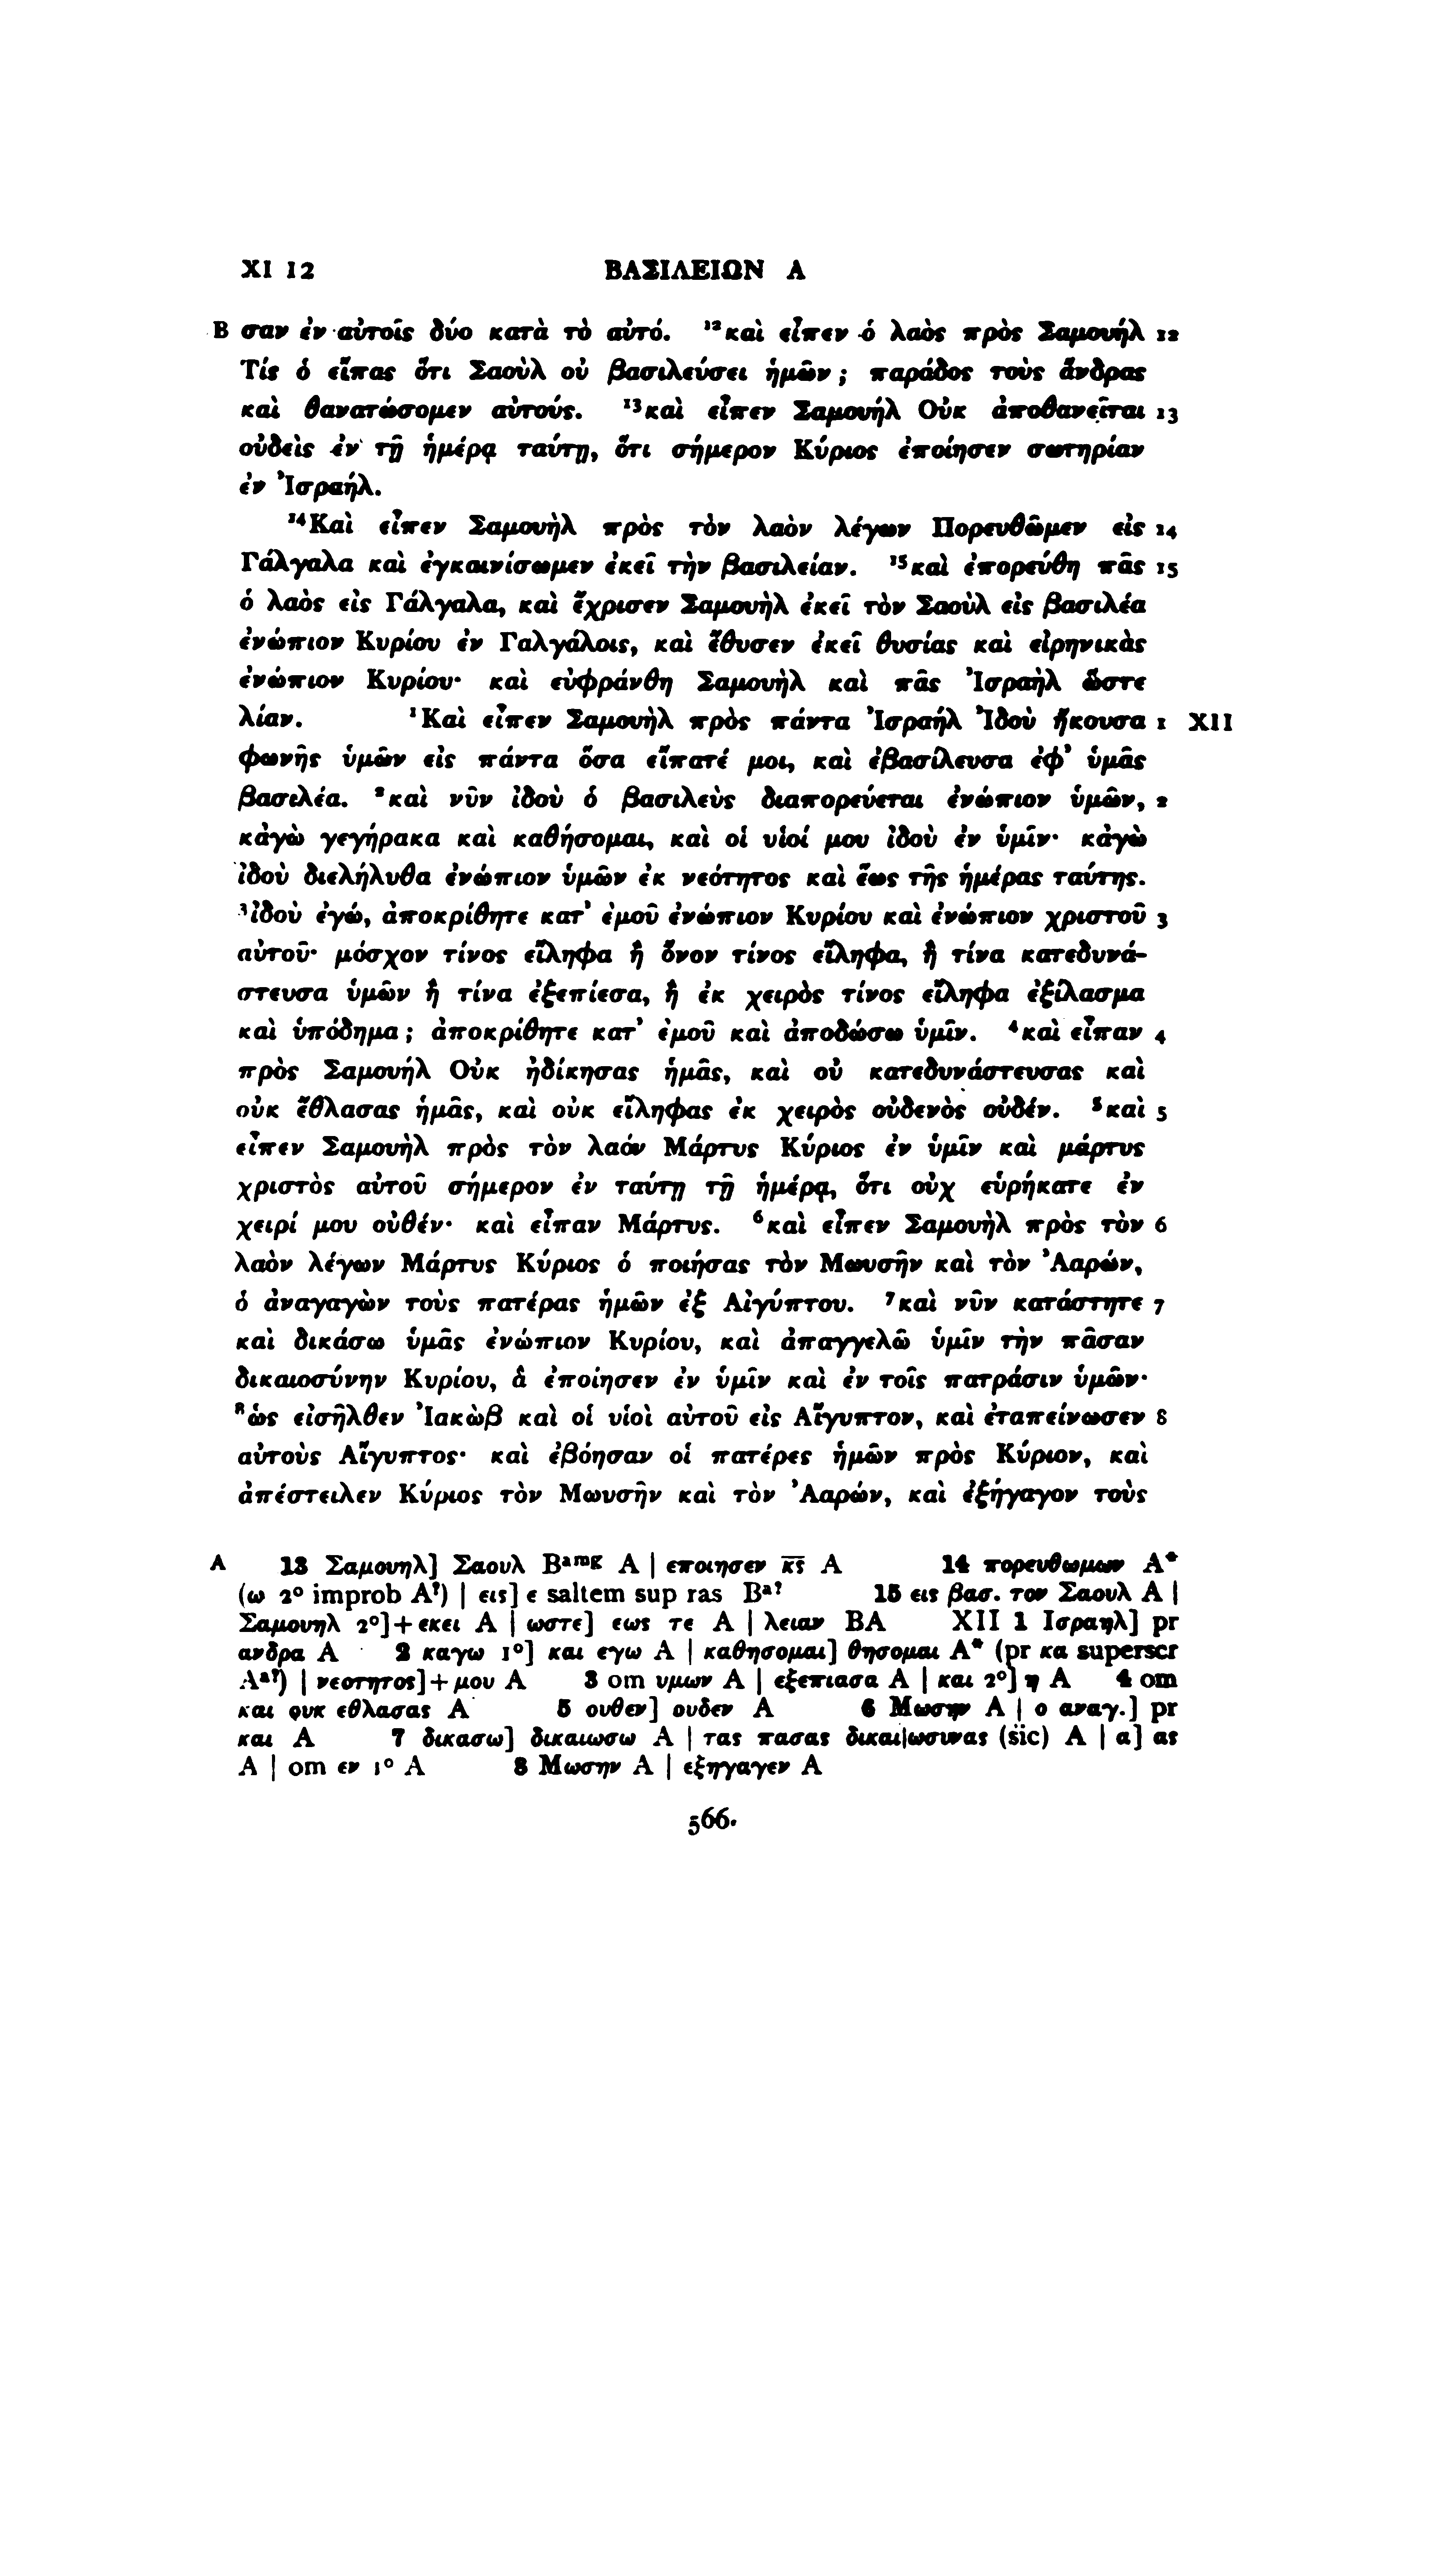 XI 12 ΒΑΣΙΛΕΙΩΝ Α
B σαν ἐν αὐτοῖς δύο κατὰ τὸ αὐτό. ¹²καὶ εἶπεν ὁ λαὸς πρὸς Σαμουήλ 12
Τίς ὁ εἴπας ὅτι Σαοὺλ οὐ βασιλεύσει ἡμῶν; παράδος τοὺς ἄνδρας
καὶ θανατώσομεν αὐτούς. ¹³καὶ εἶπεν Σαμουήλ Οὐκ ἀποθανεῖται 13
οὐδεὶς ἐν τῇ ἡμέρᾳ ταύτῃ, ὅτι σήμερον Κύριος ἐποίησεν σωτηρίαν
ἐν Ἰσραήλ.
¹⁴Καὶ εἶπεν Σαμουὴλ πρὸς τὸν λαὸν λέγων Πορευθῶμεν εἰς 14
Γάλγαλα καὶ ἐγκαινίσωμεν ἐκεῖ τὴν βασιλείαν. ¹⁵καὶ ἐπορεύθη πᾶς 15
ὁ λαὸς εἰς Γάλγαλα, καὶ ἔχρισεν Σαμουὴλ ἐκεῖ τὸν Σαοὺλ εἰς βασιλέα
ἐνώπιον Κυρίου ἐν Γαλγάλοις, καὶ ἔθυσεν ἐκεῖ θυσίας καὶ εἰρηνικὰς
ἐνώπιον Κυρίου· καὶ εὐφράνθη Σαμουὴλ καὶ πᾶς Ἰσραὴλ ὥστε
λίαν. ¹Καὶ εἶπεν Σαμουὴλ πρὸς πάντα Ἰσραήλ Ἰδοὺ ἤκουσα 1 XII
φωνῆς ὑμῶν εἰς πάντα ὅσα εἴπατέ μοι, καὶ ἐβασίλευσα ἐφ᾽ ὑμᾶς
βασιλέα. ²καὶ νῦν ἰδοὺ ὁ βασιλεὺς διαπορεύεται ἐνώπιον ὑμῶν, 2
κἀγὼ γεγήρακα καὶ καθήσομαι, καὶ οἱ υἱοί μου ἰδοὺ ἐν ὑμῖν· κἀγὼ
ἰδοὺ διελήλυθα ἐνώπιον ὑμῶν ἐκ νεότητος καὶ ἕως τῆς ἡμέρας ταύτης.
³ἰδοὺ ἐγώ, ἀποκρίθητε κατ᾽ ἐμοῦ ἐνώπιον Κυρίου καὶ ἐνώπιον χριστοῦ 3
αὐτοῦ· μόσχον τίνος εἴληφα ἢ ὄνον τίνος εἴληφα, ἢ τίνα κατεδυνά-
στευσα ὑμῶν ἢ τίνα ἐξεπίεσα, ἢ ἐκ χειρὸς τίνος εἴληφα ἐξίλασμα
καὶ ὑπόδημα; ἀποκρίθητε κατ᾽ ἐμοῦ καὶ ἀποδώσω ὑμῖν. ⁴καὶ εἶπαν 4
πρὸς Σαμουήλ Οὐκ ἠδίκησας ἡμᾶς, καὶ οὐ κατεδυνάστευσας καὶ
οὐκ ἔθλασας ἡμᾶς, καὶ οὐκ εἴληφας ἐκ χειρὸς οὐδενὸς οὐδέν. ⁵καὶ 5
εἶπεν Σαμουὴλ πρὸς τὸν λαόν Μάρτυς Κύριος ἐν ὑμῖν καὶ μάρτυς
χριστὸς αὐτοῦ σήμερον ἐν ταύτῃ τῇ ἡμέρᾳ, ὅτι οὐχ εὑρήκατε ἐν
χειρί μου οὐθέν· καὶ εἶπαν Μάρτυς. ⁶καὶ εἶπεν Σαμουὴλ πρὸς τὸν 6
λαὸν λέγων Μάρτυς Κύριος ὁ ποιήσας τὸν Μωυσῆν καὶ τὸν Ἀαρών,
ὁ ἀναγαγὼν τοὺς πατέρας ἡμῶν ἐξ Αἰγύπτου. ⁷καὶ νῦν κατάστητε 7
καὶ δικάσω ὑμᾶς ἐνώπιον Κυρίου, καὶ ἀπαγγελῶ ὑμῖν τὴν πᾶσαν
δικαιοσύνην Κυρίου, ἃ ἐποίησεν ἐν ὑμῖν καὶ ἐν τοῖς πατράσιν ὑμῶν·
⁸ὡς εἰσῆλθεν Ἰακὼβ καὶ οἱ υἱοὶ αὐτοῦ εἰς Αἴγυπτον, καὶ ἐταπείνωσεν 8
αὐτοὺς Αἴγυπτος· καὶ ἐβόησαν οἱ πατέρες ἡμῶν πρὸς Κύριον, καὶ
ἀπέστειλεν Κύριος τὸν Μωυσῆν καὶ τὸν Ἀαρών, καὶ ἐξήγαγον τοὺς
A 13 Σαμουηλ] Σαουλ Bᵃᵐᵍ A | εποιησεν κ̅ς̅ A 14 πορευθωμων A*
(ω 2° improb A?) | εις] ε saltem sup ras Bᵃ? 15 εις βασ. τον Σαουλ A |
Σαμουηλ 2°]+εκει A | ωστε] εως τε A | λειαν BA XII 1 Ισραηλ] pr
ανδρα A 2 καγω 1°] και εγω A | καθησομαι] θησομαι A* (pr κα superscr
Aᵃ?) | νεοτητος]+μου A 3 om υμων A | εξεπιασα A | και 2°] η A 4 om
και ουκ εθλασας A 5 ουθεν] ουδεν A 6 Μωσην A | ο αναγ.] pr
και A 7 δικασω] δικαιωσω A | τας πασας δικαι|ωσυνας (sic) A | α] ας
A | om εν 1° A 8 Μωσην A | εξηγαγεν A
566